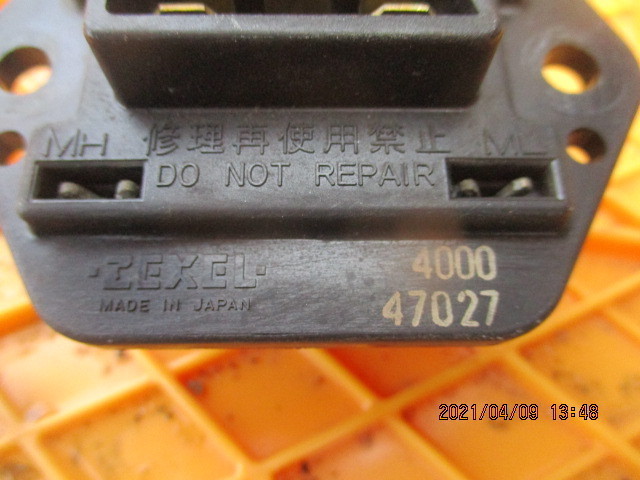 MH 修理再使用禁止 ML
DO NOT REPAIR
·ZEXEL· 4000
MADE IN JAPAN 47027
2021/04/09 13:48